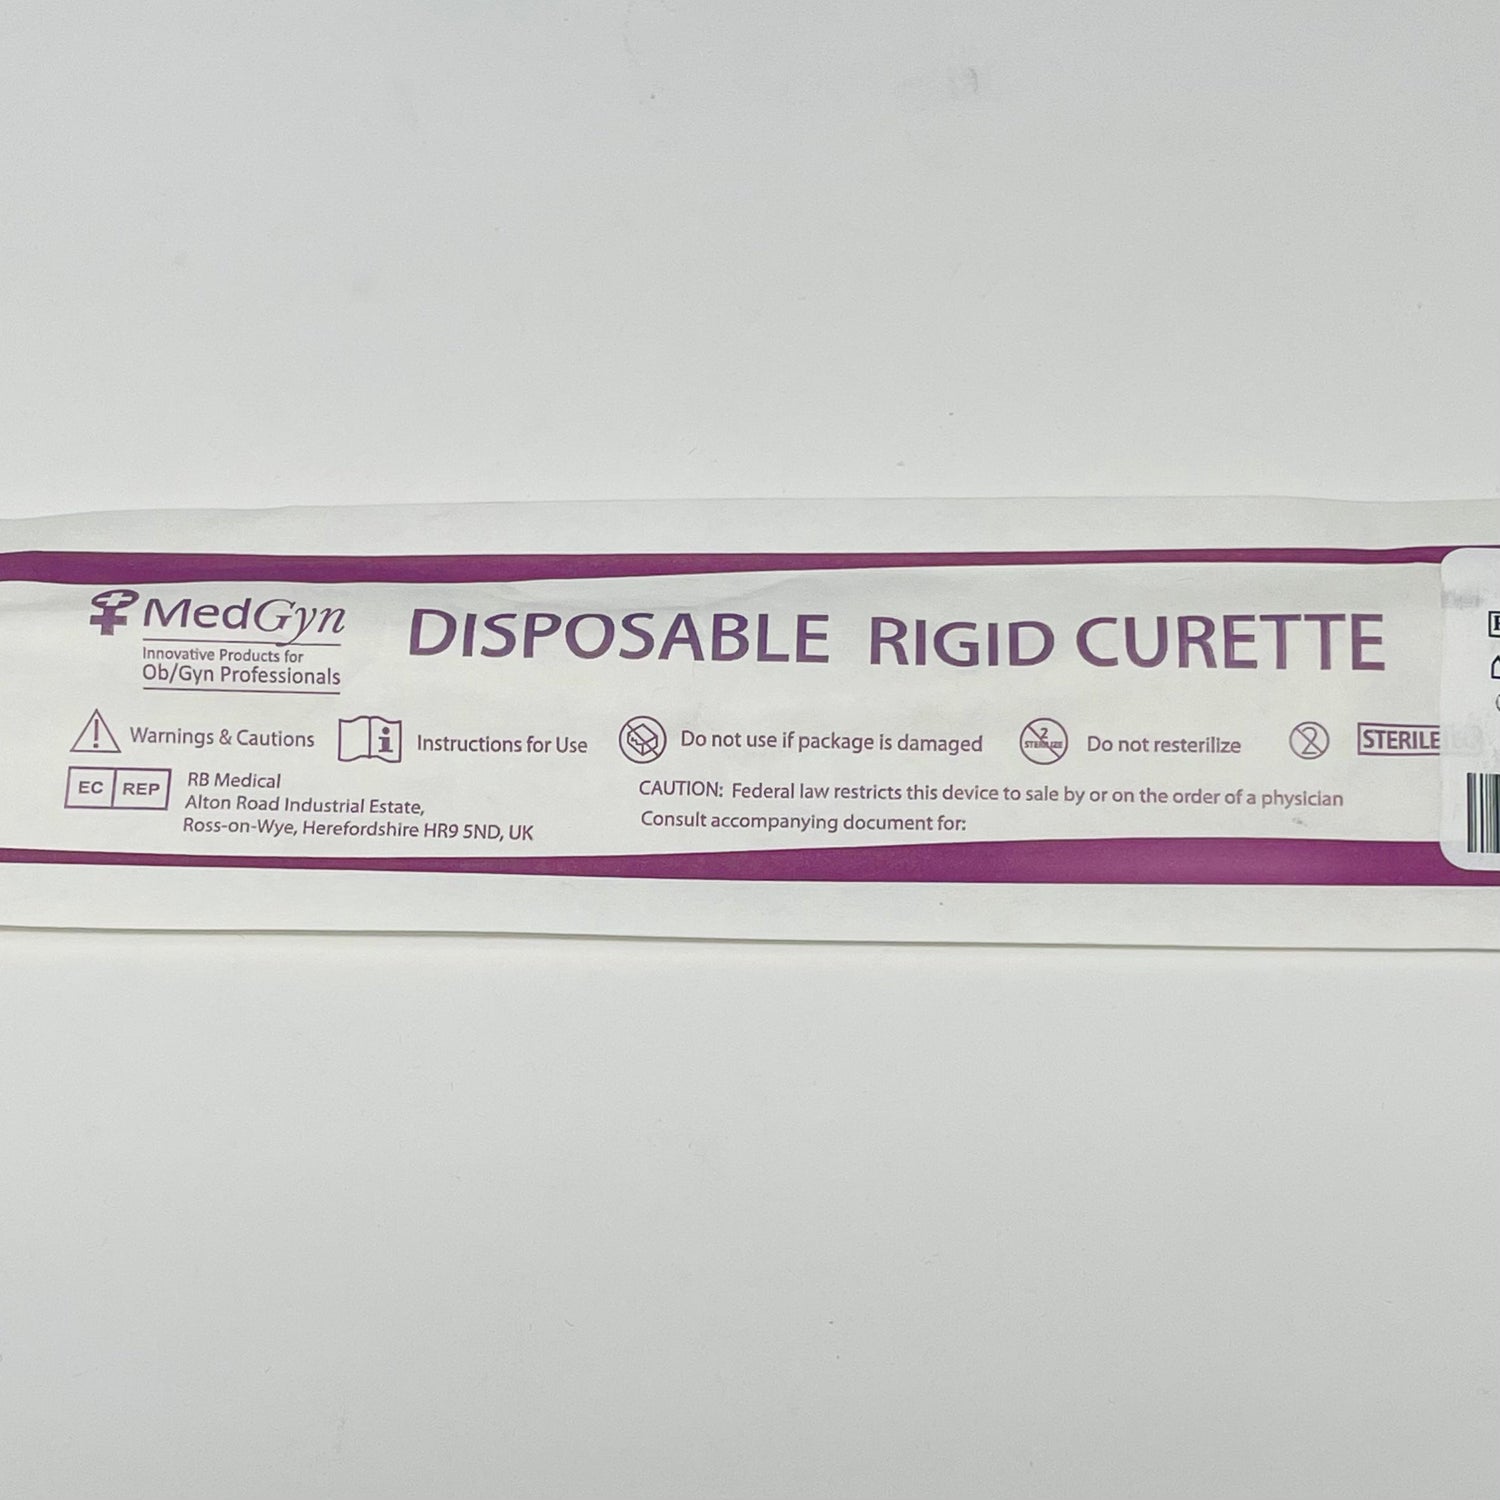 MedGyn
Innovative Products for
Ob/Gyn Professionals
DISPOSABLE RIGID CURETTE
Warnings & Cautions
Instructions for Use
Do not use if package is damaged
2
STERILIZE
Do not resterilize
2
STERILE
EC REP
RB Medical
Alton Road Industrial Estate,
Ross-on-Wye, Herefordshire HR9 5ND, UK
CAUTION: Federal law restricts this device to sale by or on the order of a physician
Consult accompanying document for: